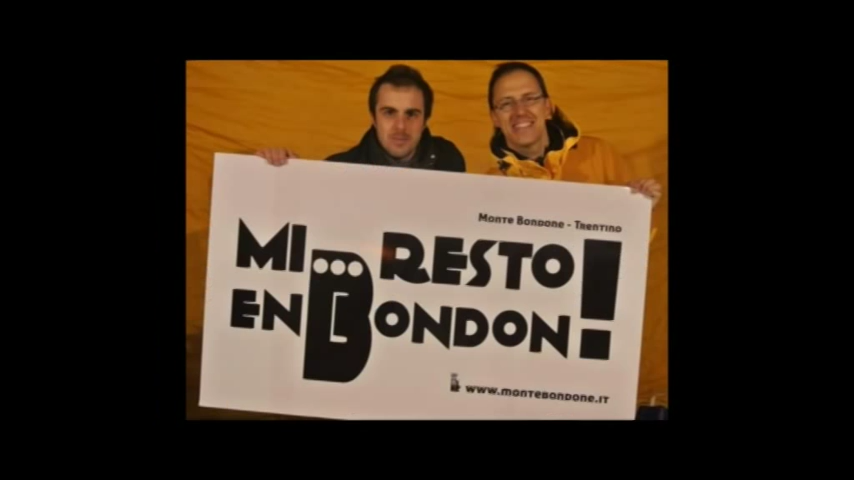 Monte Bondone - Trentino
MI... RESTO
EN BONDON!
www.montebondone.it